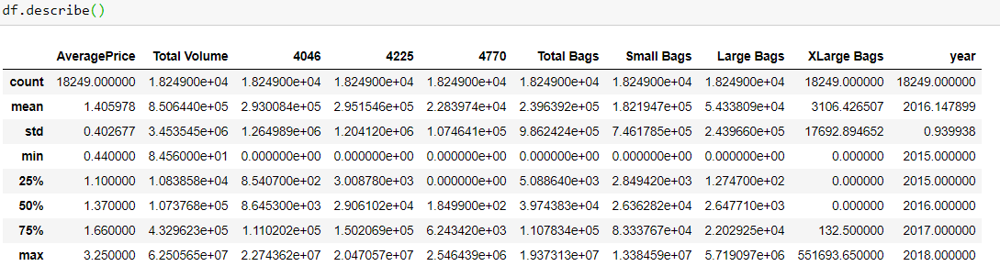 df.describe()
AveragePrice Total Volume 4046 4225 4770 Total Bags Small Bags Large Bags XLarge Bags year
count 18249.000000 1.824900e+04 1.824900e+04 1.824900e+04 1.824900e+04 1.824900e+04 1.824900e+04 1.824900e+04 18249.000000 18249.000000
mean 1.405978 8.506440e+05 2.930084e+05 2.951546e+05 2.283974e+04 2.396392e+05 1.821947e+05 5.433809e+04 3106.426507 2016.147899
std 0.402677 3.453545e+06 1.264989e+06 1.204120e+06 1.074641e+05 9.862424e+05 7.461785e+05 2.439660e+05 17692.894652 0.939938
min 0.440000 8.456000e+01 0.000000e+00 0.000000e+00 0.000000e+00 0.000000e+00 0.000000e+00 0.000000e+00 0.000000 2015.000000
25% 1.100000 1.083858e+04 8.540700e+02 3.008780e+03 0.000000e+00 5.088640e+03 2.849420e+03 1.274700e+02 0.000000 2015.000000
50% 1.370000 1.073768e+05 8.645300e+03 2.906102e+04 1.849900e+02 3.974383e+04 2.636282e+04 2.647710e+03 0.000000 2016.000000
75% 1.660000 4.329623e+05 1.110202e+05 1.502069e+05 6.243420e+03 1.107834e+05 8.333767e+04 2.202925e+04 132.500000 2017.000000
max 3.250000 6.250565e+07 2.274362e+07 2.047057e+07 2.546439e+06 1.937313e+07 1.338459e+07 5.719097e+06 551693.650000 2018.000000